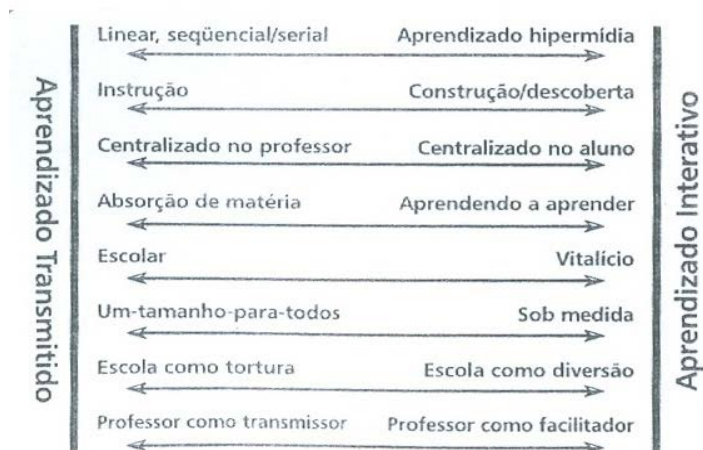 Aprendizado Transmitido
Linear, seqüencial/serial Aprendizado hipermídia
Instrução Construção/descoberta
Centralizado no professor Centralizado no aluno
Absorção de matéria Aprendendo a aprender
Escolar Vitalício
Um-tamanho-para-todos Sob medida
Escola como tortura Escola como diversão
Professor como transmissor Professor como facilitador
Aprendizado Interativo